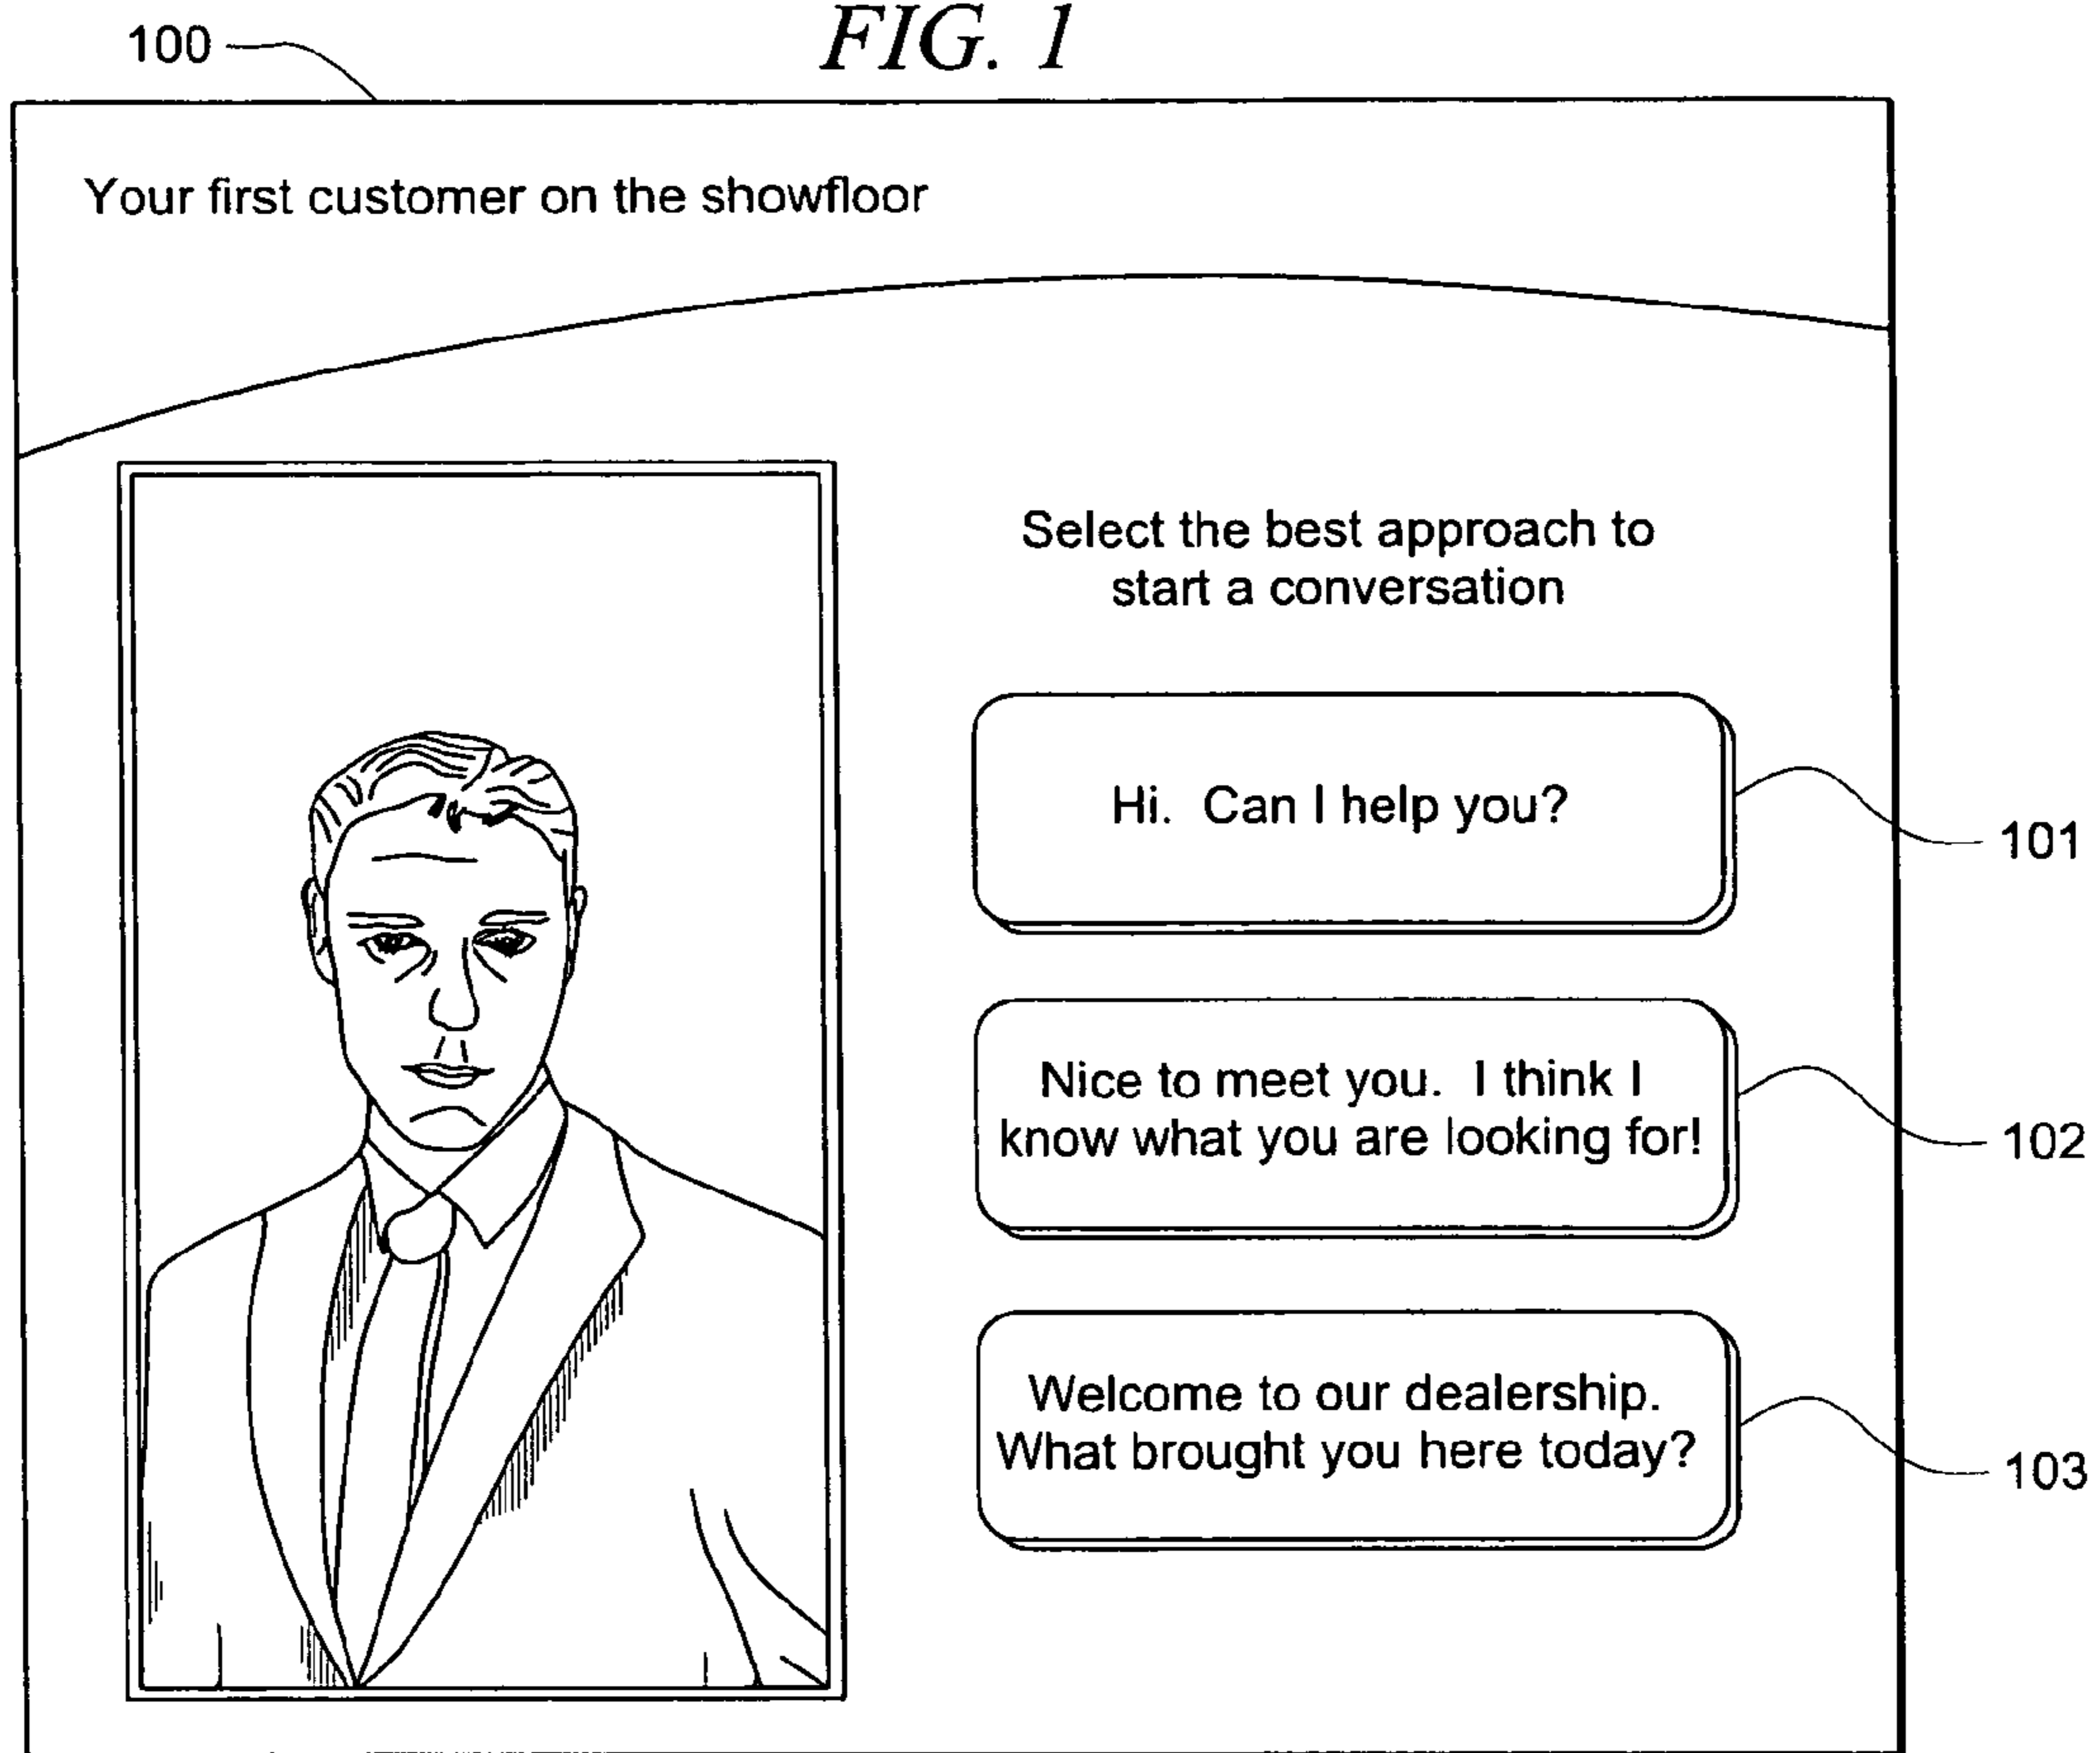 FIG. 1
100
Your first customer on the showfloor
Select the best approach to
start a conversation
Hi. Can I help you?
101
Nice to meet you. I think I
know what you are looking for!
102
Welcome to our dealership.
What brought you here today?
103